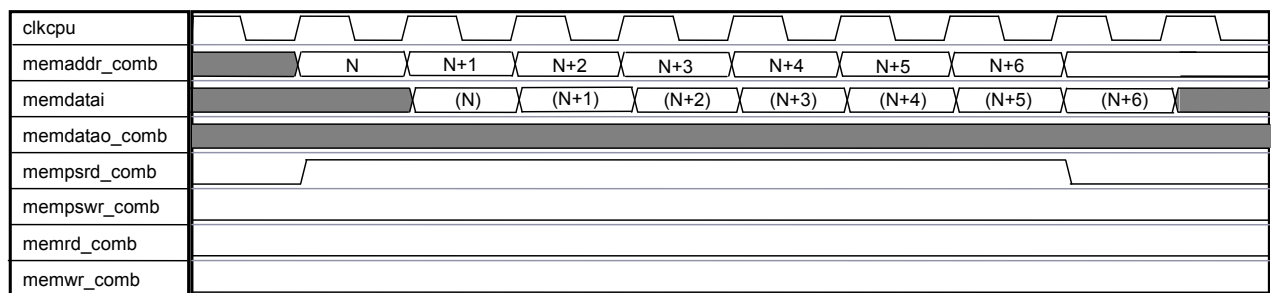 clkcpu
memaddr_comb N N+1 N+2 N+3 N+4 N+5 N+6
memdatai (N) (N+1) (N+2) (N+3) (N+4) (N+5) (N+6)
memdatao_comb
mempsrd_comb
mempswr_comb
memrd_comb
memwr_comb